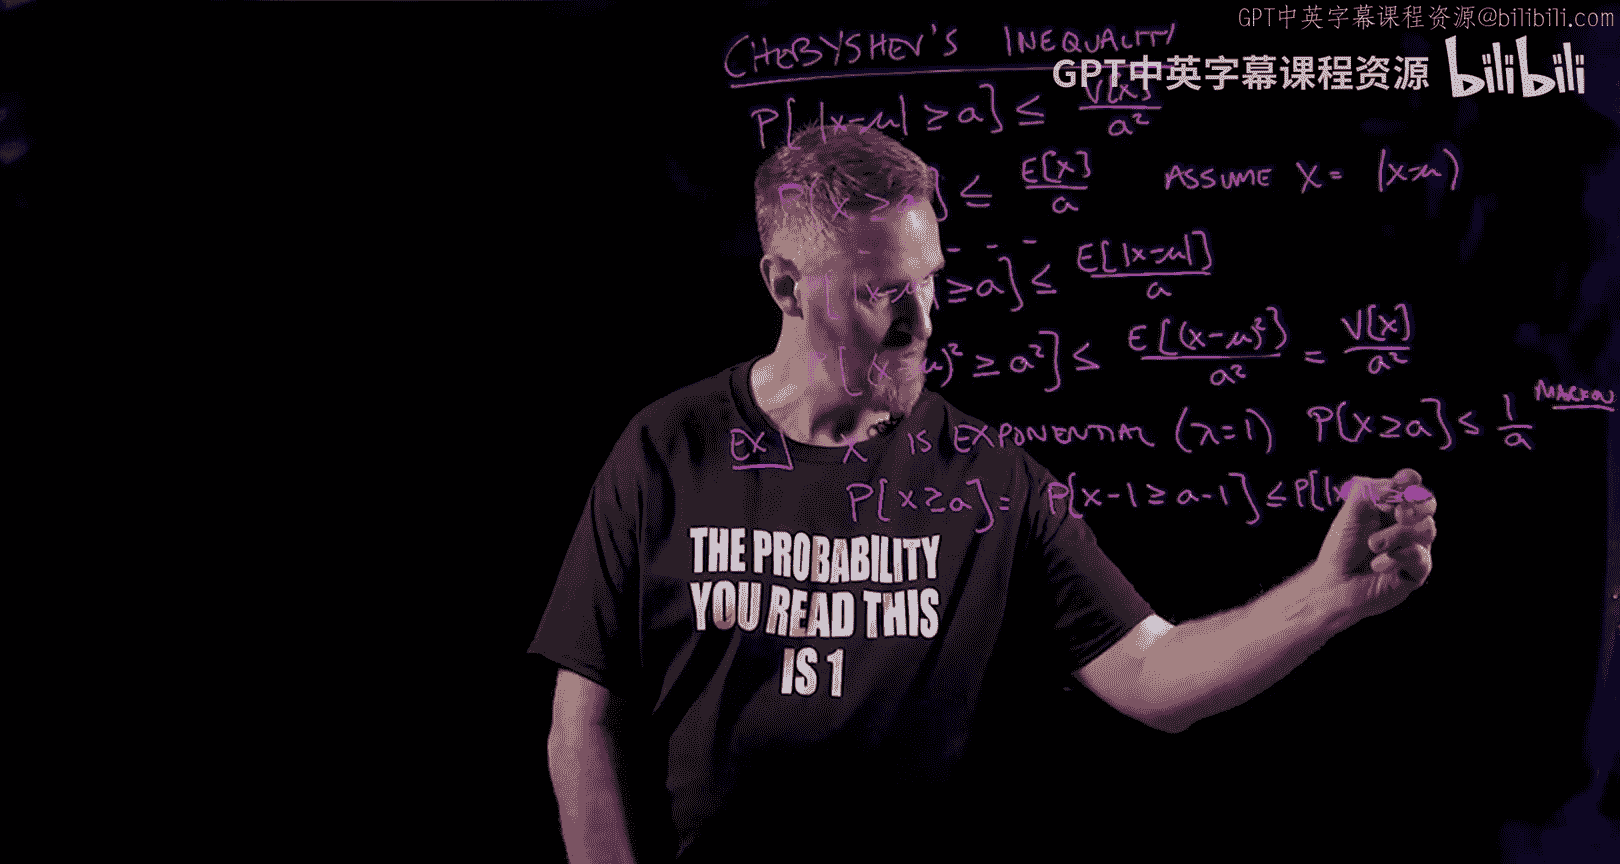 GPT中英字幕课程资源@bilibili.com
CHEBYSHEV'S INEQUALITY
GPT中英字幕课程资源 bilibili
P[ |x-μ| ≥ a] ≤ V[x] / a²
P[x ≥ a] ≤ E[x] / a ASSUME X = |x-μ|
P[ |x-μ| ≥ a] ≤ E[|x-μ|] / a
P[(x-μ)² ≥ a²] ≤ E[(x-μ)²] / a² = V[x] / a²
EX X IS EXPONENTIAL (λ=1) P[X ≥ a] ≤ 1 / a MARKOV
P[X ≥ a] = P[X-1 ≥ a-1] ≤ P[|X
THE PROBABILITY
YOU READ THIS
IS 1